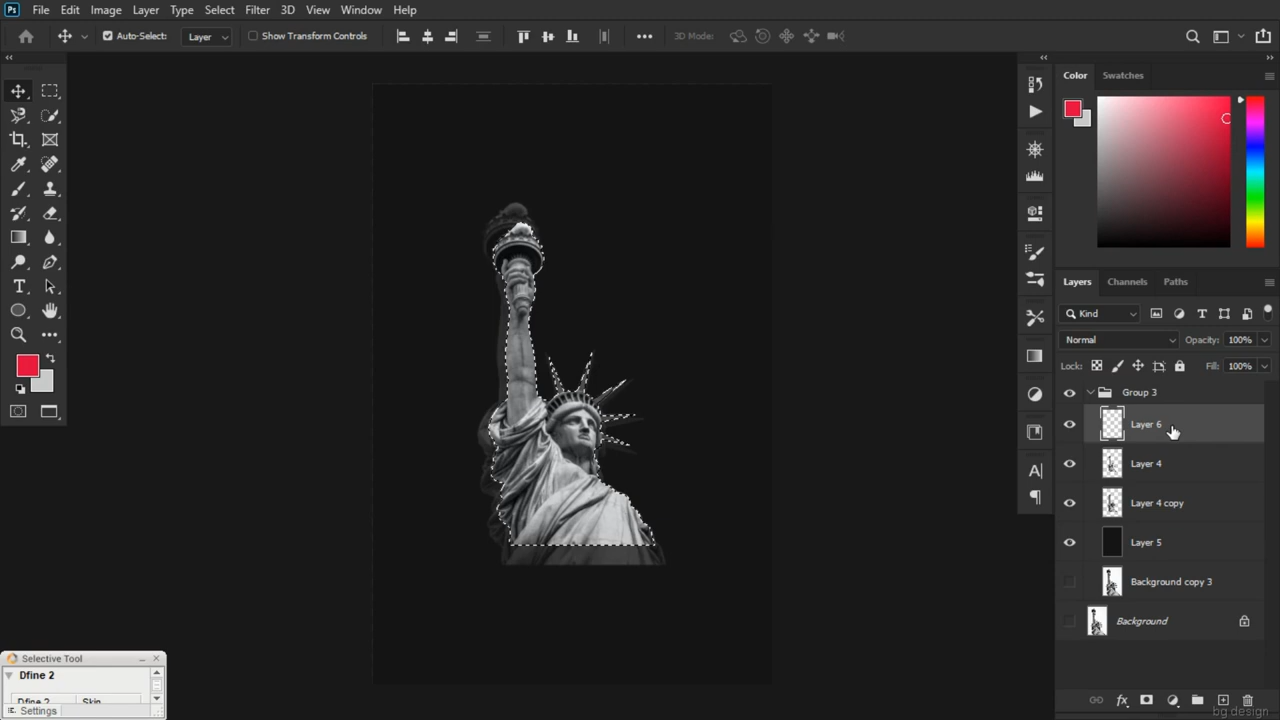 Ps File Edit Image Layer Type Select Filter 3D View Window Help
Auto-Select: Layer Show Transform Controls 3D Mode:
Color Swatches
Layers Channels Paths
Kind
Normal Opacity: 100%
Lock: Fill: 100%
Group 3
Layer 6
Layer 4
Layer 4 copy
Layer 5
Background copy 3
Background
Selective Tool
Dfine 2
Dfine 2 Skin
Settings
fx
bg design